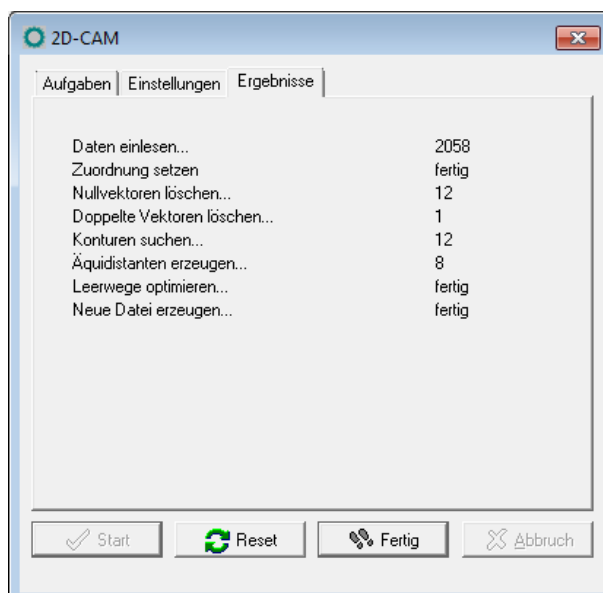 2D-CAM
Aufgaben Einstellungen Ergebnisse
Daten einlesen... 2058
Zuordnung setzen fertig
Nullvektoren löschen... 12
Doppelte Vektoren löschen... 1
Konturen suchen... 12
Äquidistanten erzeugen... 8
Leerwege optimieren... fertig
Neue Datei erzeugen... fertig
Start Reset Fertig Abbruch